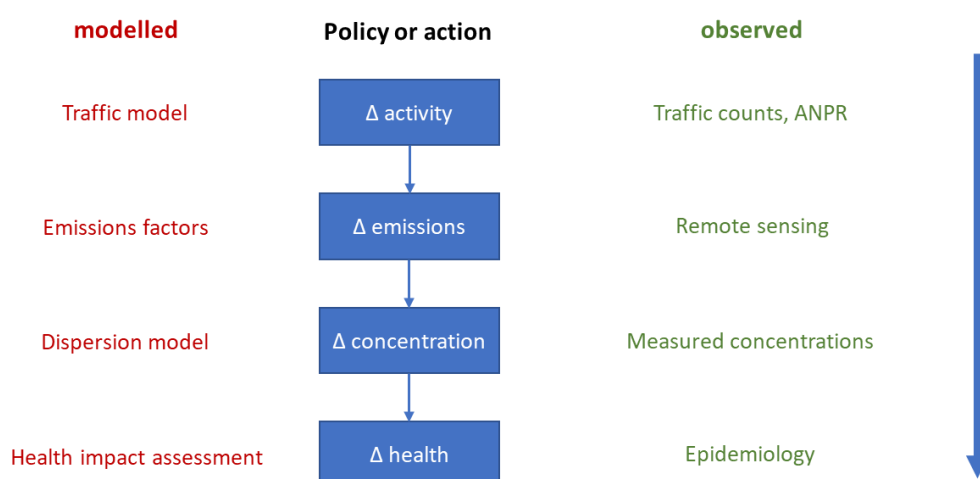 modelled Policy or action observed
Traffic model Δ activity Traffic counts, ANPR
Emissions factors Δ emissions Remote sensing
Dispersion model Δ concentration Measured concentrations
Health impact assessment Δ health Epidemiology